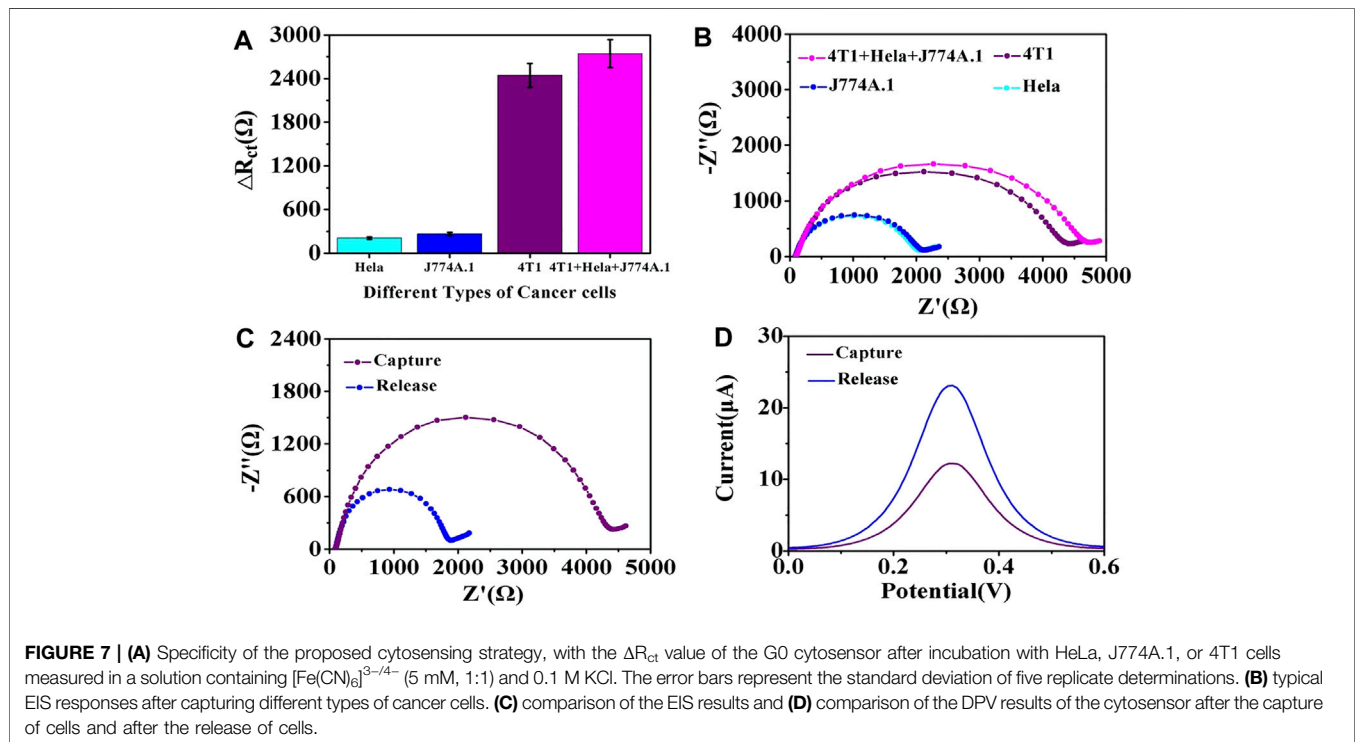 A
3000
2400
1800
1200
600
0
ΔRct(Ω)
Hela
J774A.1
4T1
4T1+Hela+J774A.1
Different Types of Cancer cells
B
4000
3000
2000
1000
0
-Z''(Ω)
4T1+Hela+J774A.1
4T1
J774A.1
Hela
0 1000 2000 3000 4000 5000
Z'(Ω)
C
2400
1800
1200
600
0
-Z''(Ω)
Capture
Release
0 1000 2000 3000 4000 5000
Z'(Ω)
D
30
20
10
0
Current(μA)
Capture
Release
0.0 0.2 0.4 0.6
Potential(V)
FIGURE 7 | (A) Specificity of the proposed cytosensing strategy, with the ΔRct value of the G0 cytosensor after incubation with HeLa, J774A.1, or 4T1 cells
measured in a solution containing [Fe(CN)6]3−/4− (5 mM, 1:1) and 0.1 M KCl. The error bars represent the standard deviation of five replicate determinations. (B) typical
EIS responses after capturing different types of cancer cells. (C) comparison of the EIS results and (D) comparison of the DPV results of the cytosensor after the capture
of cells and after the release of cells.